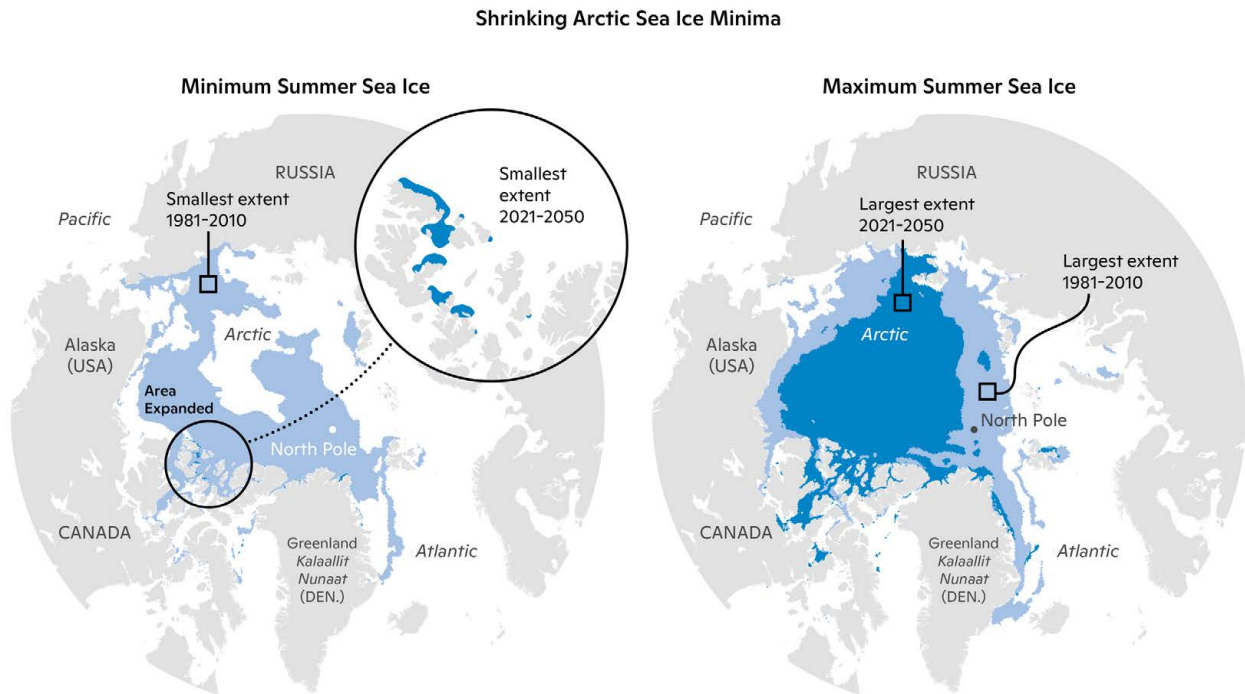 Shrinking Arctic Sea Ice Minima
Minimum Summer Sea Ice
RUSSIA
Smallest extent
1981–2010
Pacific
Smallest
extent
2021–2050
Arctic
Alaska
(USA)
Area
Expanded
North Pole
CANADA
Greenland
Kalaallit
Nunaat
(DEN.)
Atlantic
Maximum Summer Sea Ice
RUSSIA
Largest extent
2021–2050
Pacific
Largest extent
1981–2010
Arctic
Alaska
(USA)
North Pole
CANADA
Greenland
Kalaallit
Nunaat
(DEN.)
Atlantic